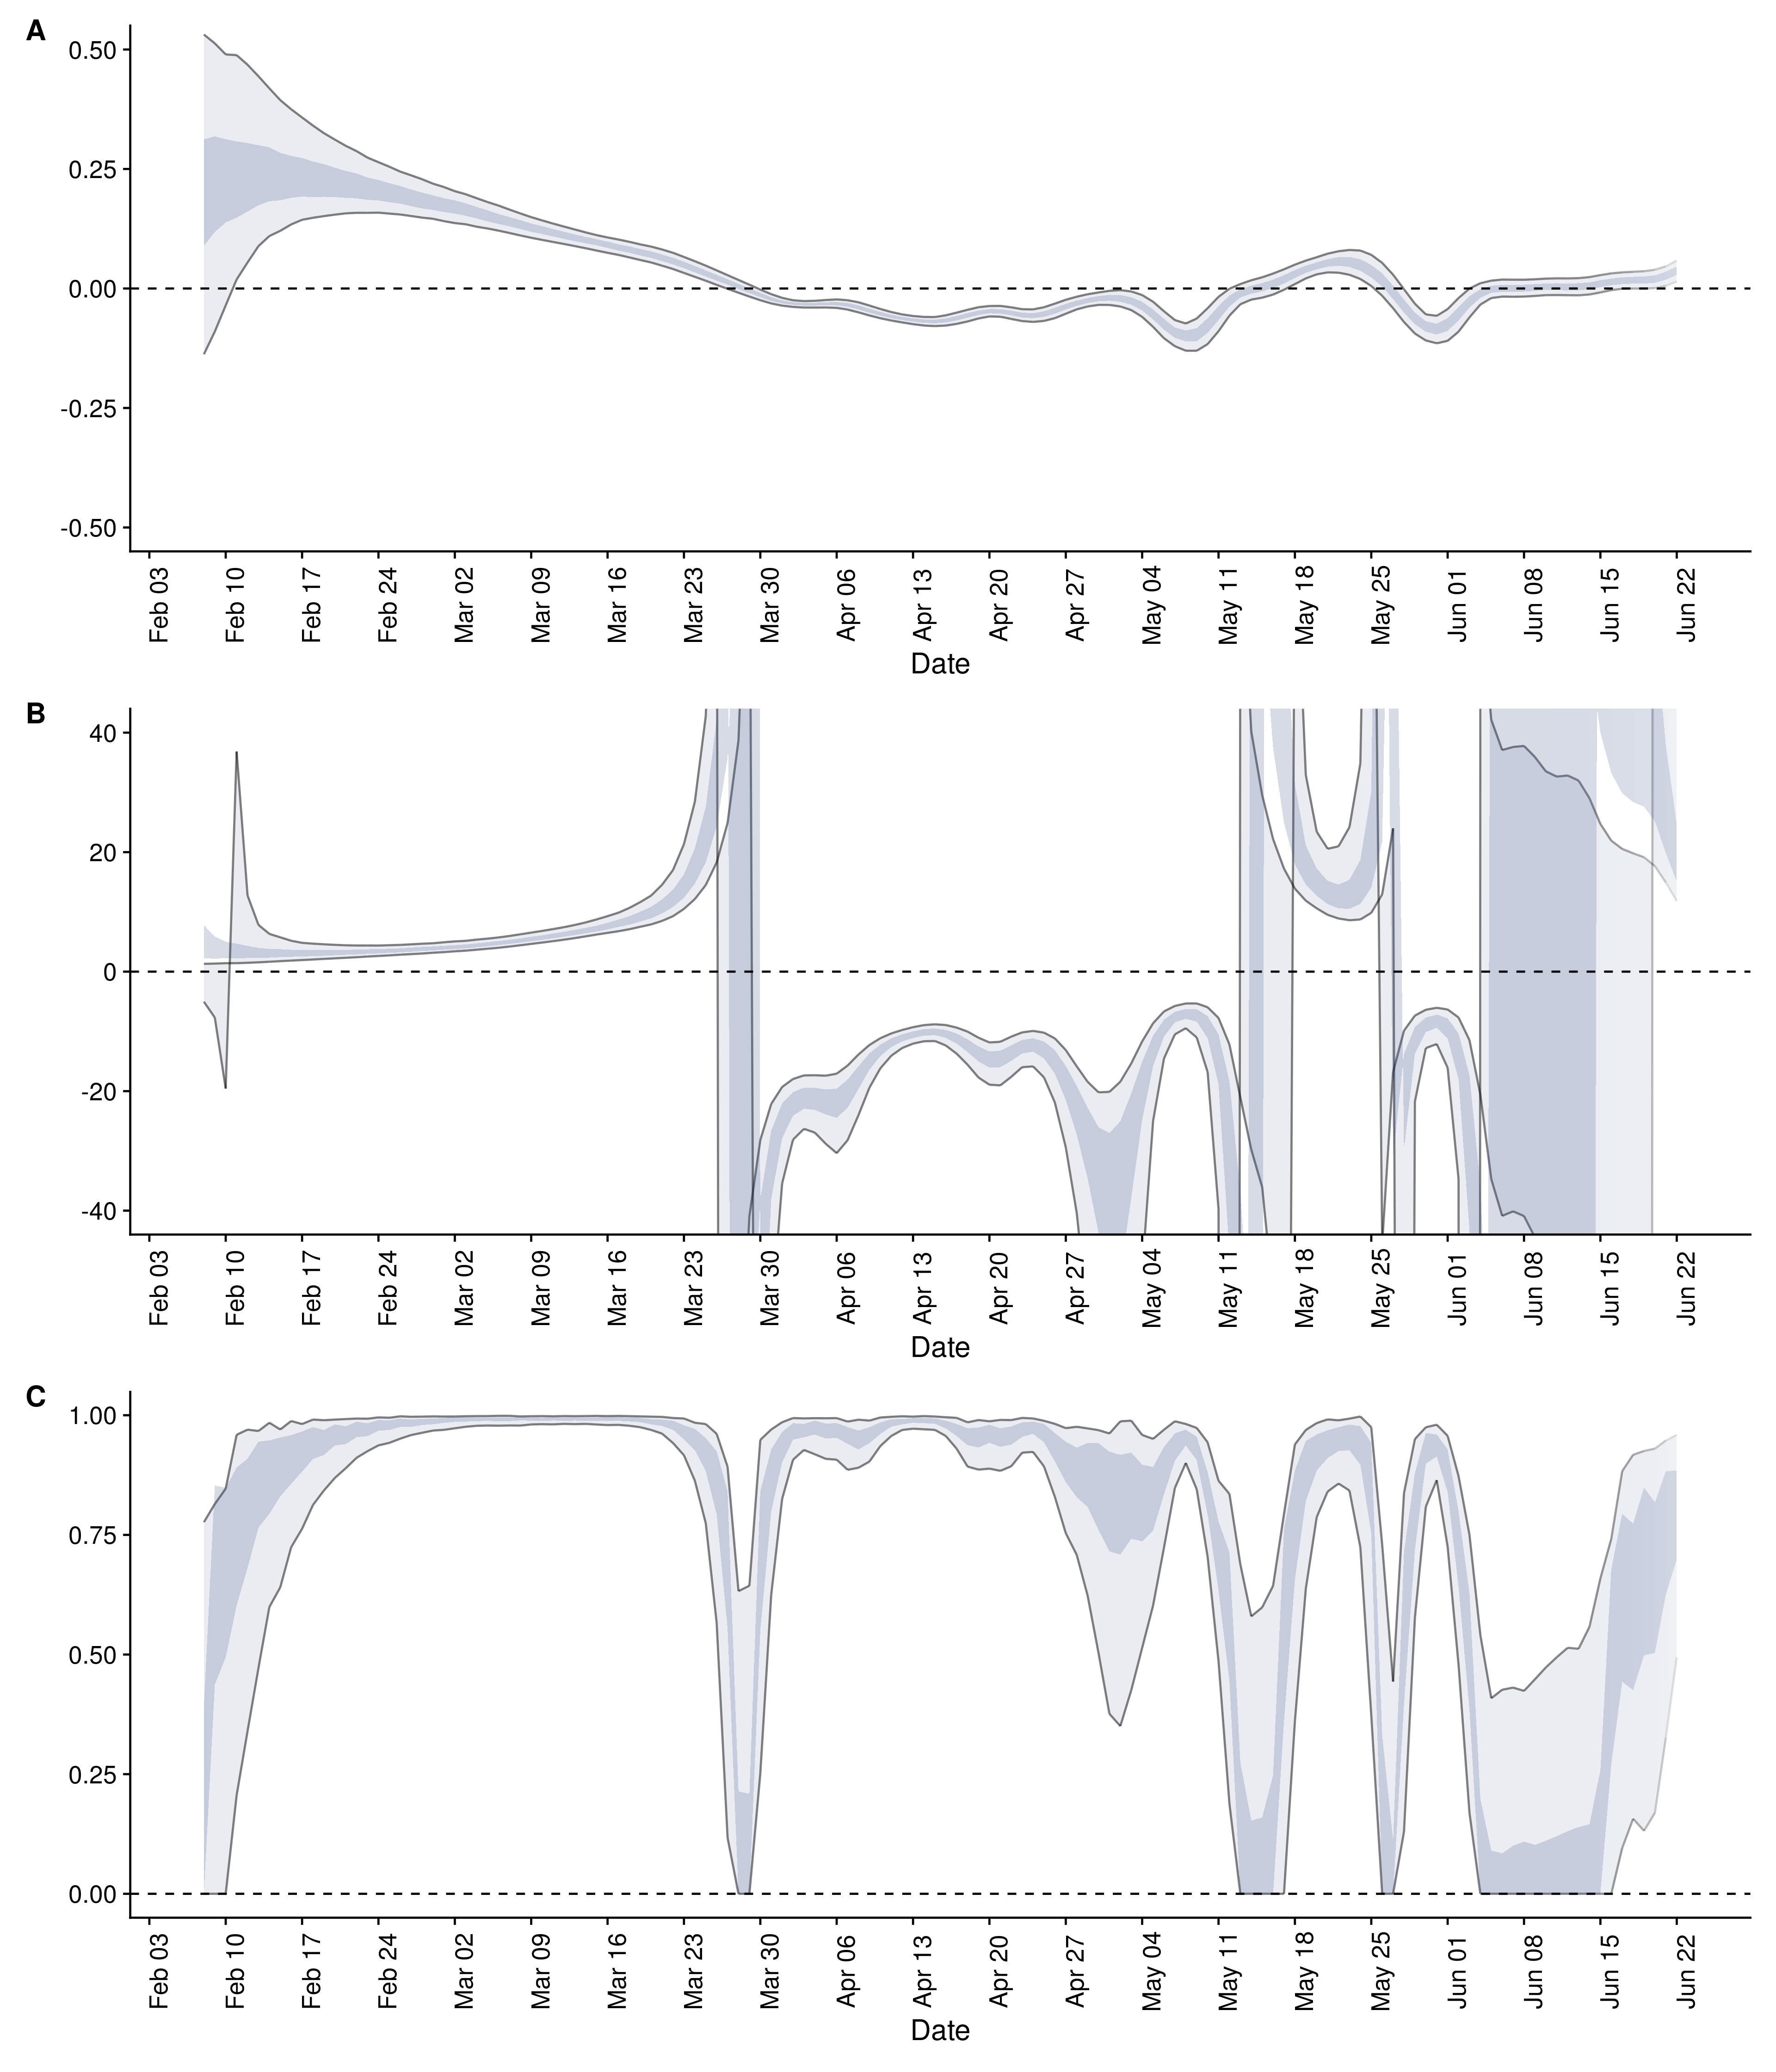 A
0.50
0.25
0.00
-0.25
-0.50
Feb 03
Feb 10
Feb 17
Feb 24
Mar 02
Mar 09
Mar 16
Mar 23
Mar 30
Apr 06
Apr 13
Apr 20
Apr 27
May 04
May 11
May 18
May 25
Jun 01
Jun 08
Jun 15
Jun 22
Date
B
40
20
0
-20
-40
Feb 03
Feb 10
Feb 17
Feb 24
Mar 02
Mar 09
Mar 16
Mar 23
Mar 30
Apr 06
Apr 13
Apr 20
Apr 27
May 04
May 11
May 18
May 25
Jun 01
Jun 08
Jun 15
Jun 22
Date
C
1.00
0.75
0.50
0.25
0.00
Feb 03
Feb 10
Feb 17
Feb 24
Mar 02
Mar 09
Mar 16
Mar 23
Mar 30
Apr 06
Apr 13
Apr 20
Apr 27
May 04
May 11
May 18
May 25
Jun 01
Jun 08
Jun 15
Jun 22
Date